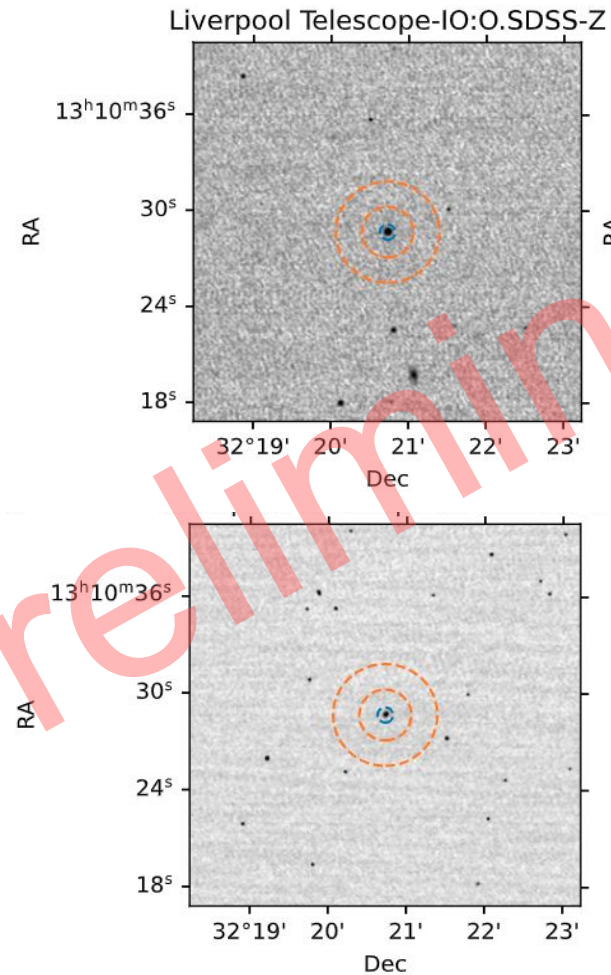 Liverpool Telescope-IO:O.SDSS-Z
13h10m36s
30s
24s
18s
RA
RA
32°19' 20' 21' 22' 23'
Dec
relimin
13h10m36s
30s
24s
18s
RA
32°19' 20' 21' 22' 23'
Dec